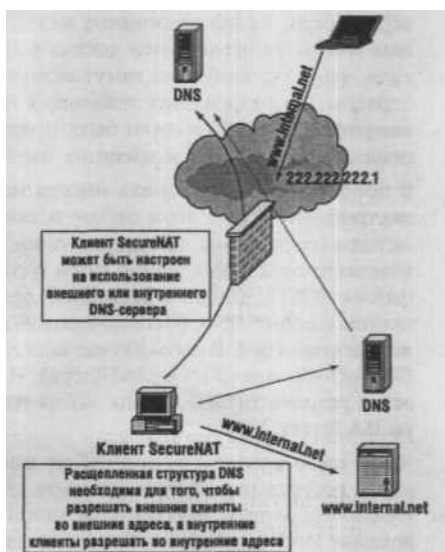 DNS
www.internal.net
222.222.222.1
Клиент SecureNAT
может быть настроен
на использование
внешнего или внутреннего
DNS-сервера
DNS
Клиент SecureNAT
www.internal.net
www.internal.net
Расщепленная структура DNS
необходима для того, чтобы
разрешать внешние клиенты
во внешние адреса, а внутренние
клиенты разрешать во внутренние адреса